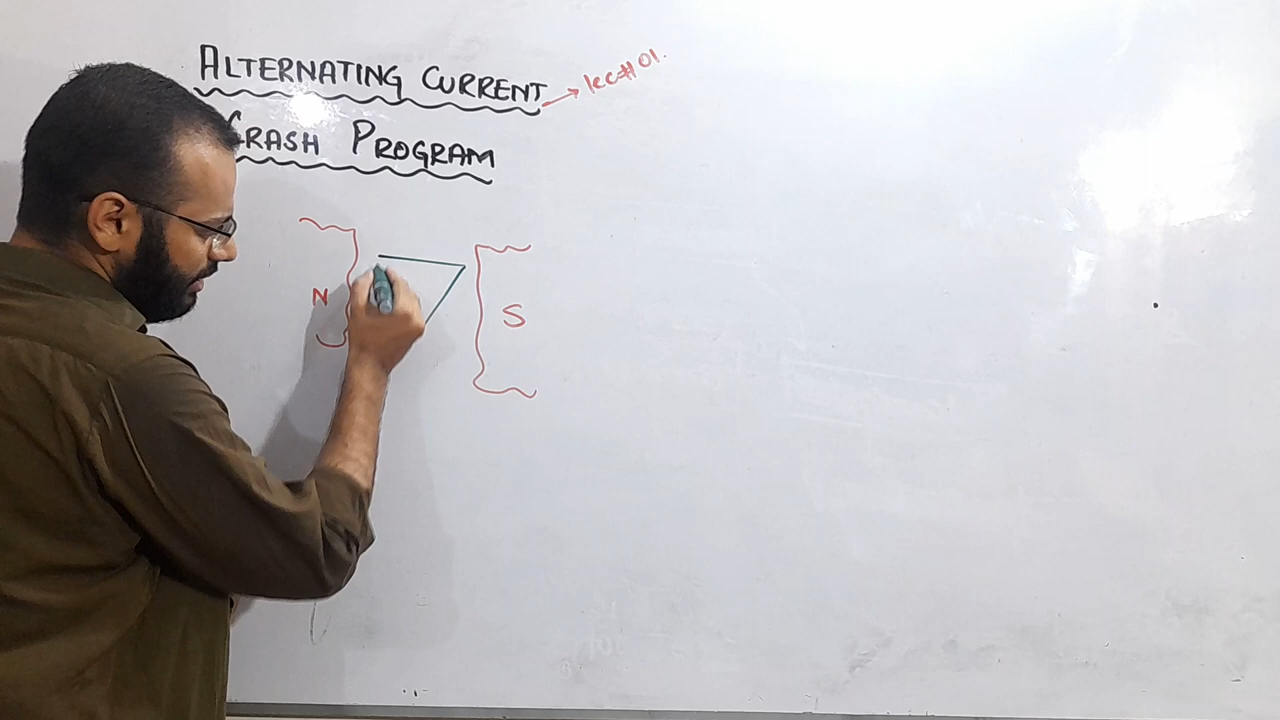 ALTERNATING CURRENT
lec# 01.
CRASH PROGRAM
N
S